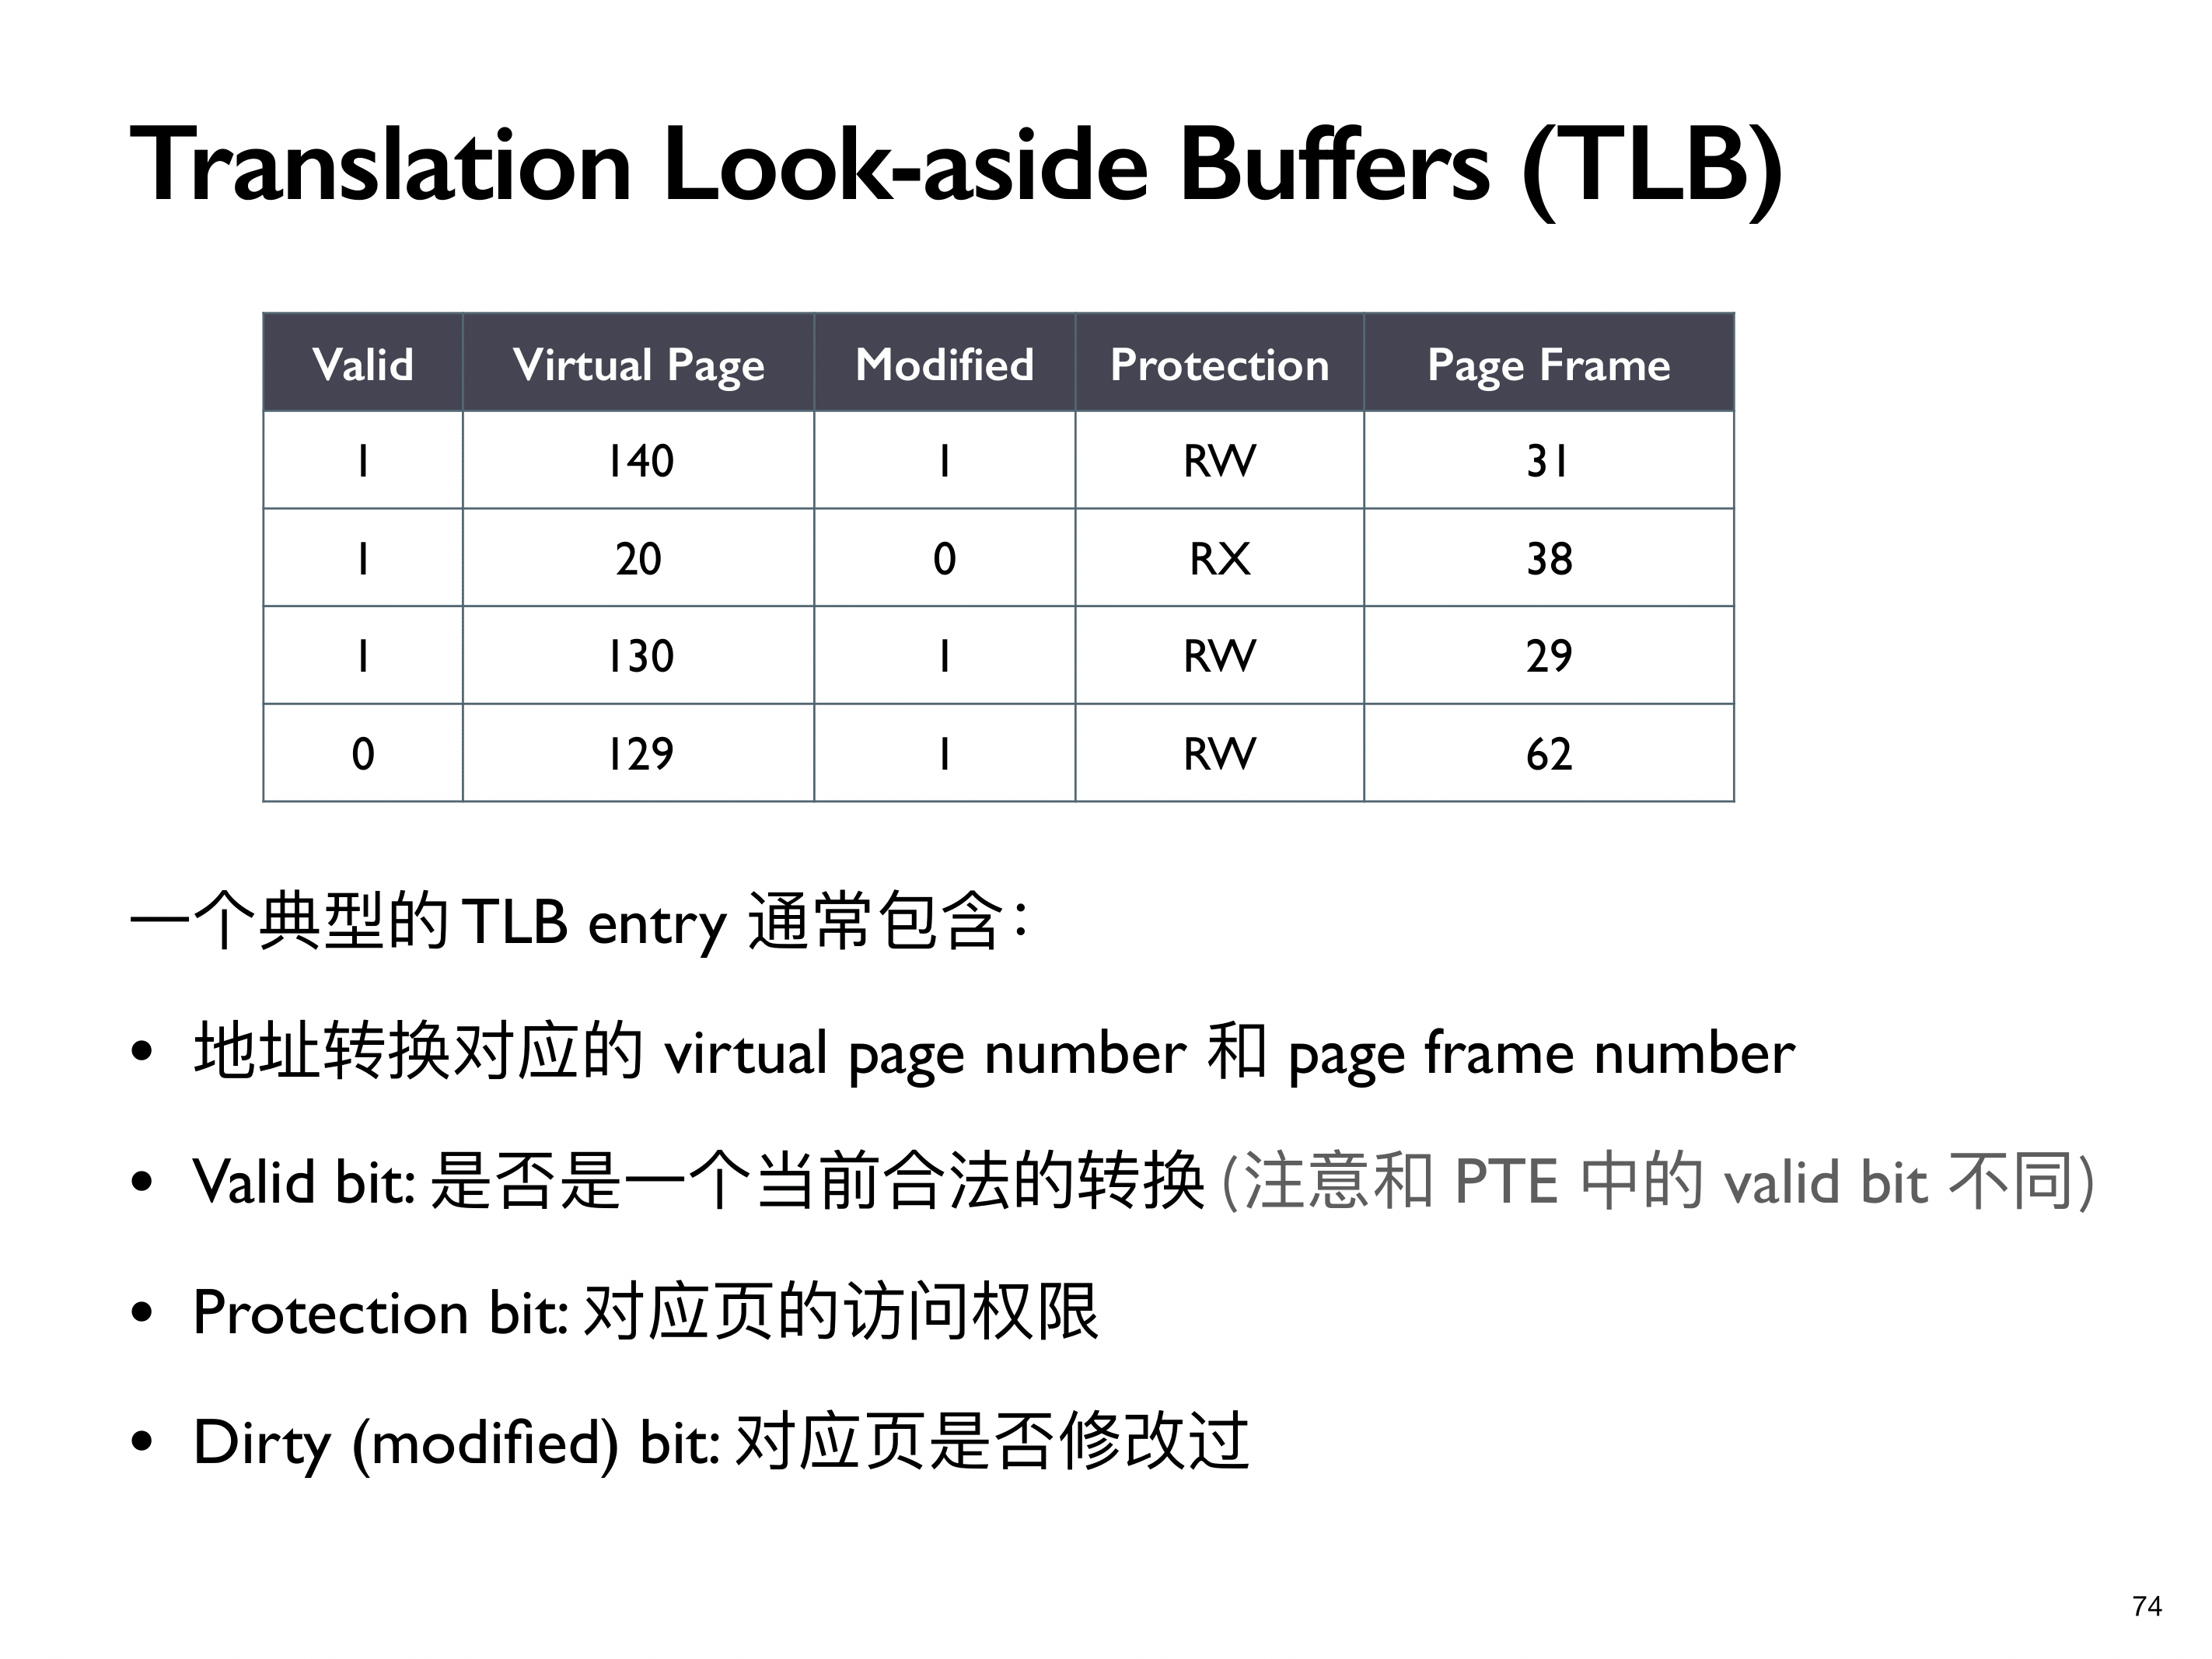 Translation Look-aside Buffers (TLB)
Valid Virtual Page Modified Protection Page Frame
1 140 1 RW 31
1 20 0 RX 38
1 130 1 RW 29
0 129 1 RW 62
一个典型的 TLB entry 通常包含：
• 地址转换对应的 virtual page number 和 page frame number
• Valid bit: 是否是一个当前合法的转换 (注意和 PTE 中的 valid bit 不同)
• Protection bit: 对应页的访问权限
• Dirty (modified) bit: 对应页是否修改过
74